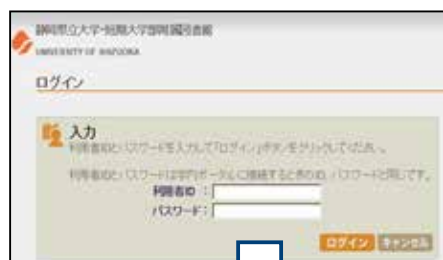 静岡県立大学・短期大学部附属図書館
UNIVERSITY OF SHIZUOKA
ログイン
入力
利用者IDとパスワードを入力して「ログイン」ボタンをクリックしてください。
利用者IDとパスワードは学内ポータルに接続するときのID、パスワードと同じです。
利用者ID :
パスワード :
ログイン キャンセル